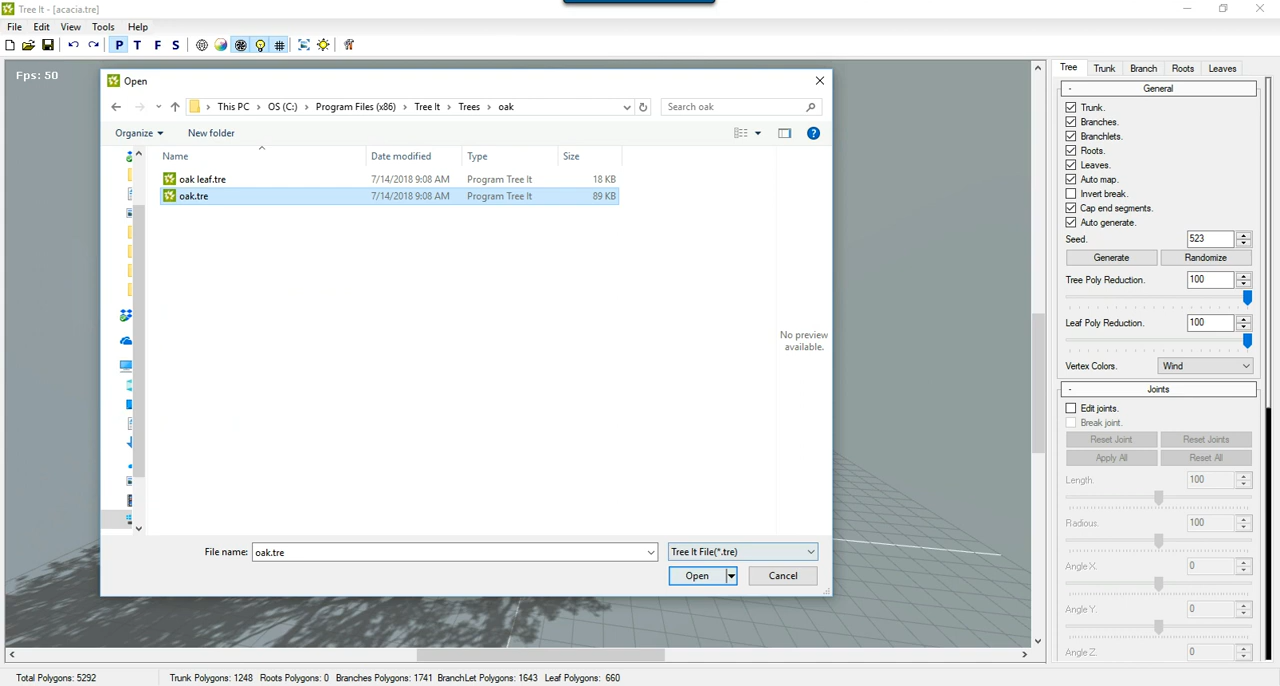 Tree It - [acacia.tre]
File Edit View Tools Help
P T F S
Fps: 50
Open
This PC > OS (C:) > Program Files (x86) > Tree It > Trees > oak
Search oak
Organize New folder
Name Date modified Type Size
oak leaf.tre 7/14/2018 9:08 AM Program Tree It 18 KB
oak.tre 7/14/2018 9:08 AM Program Tree It 89 KB
No preview
available.
File name: oak.tre Tree It File(*.tre)
Open Cancel
Tree Trunk Branch Roots Leaves
- General
Trunk.
Branches.
Branchlets.
Roots.
Leaves.
Auto map.
Invert break.
Cap end segments.
Auto generate.
Seed. 523
Generate Randomize
Tree Poly Reduction. 100
Leaf Poly Reduction. 100
Vertex Colors. Wind
- Joints
Edit joints.
Break joint.
Reset Joint Reset Joints
Apply All Reset All
Length. 100
Radious. 100
Angle X. 0
Angle Y. 0
Angle Z. 0
Total Polygons: 5292 Trunk Polygons: 1248 Roots Polygons: 0 Branches Polygons: 1741 BranchLet Polygons: 1643 Leaf Polygons: 660